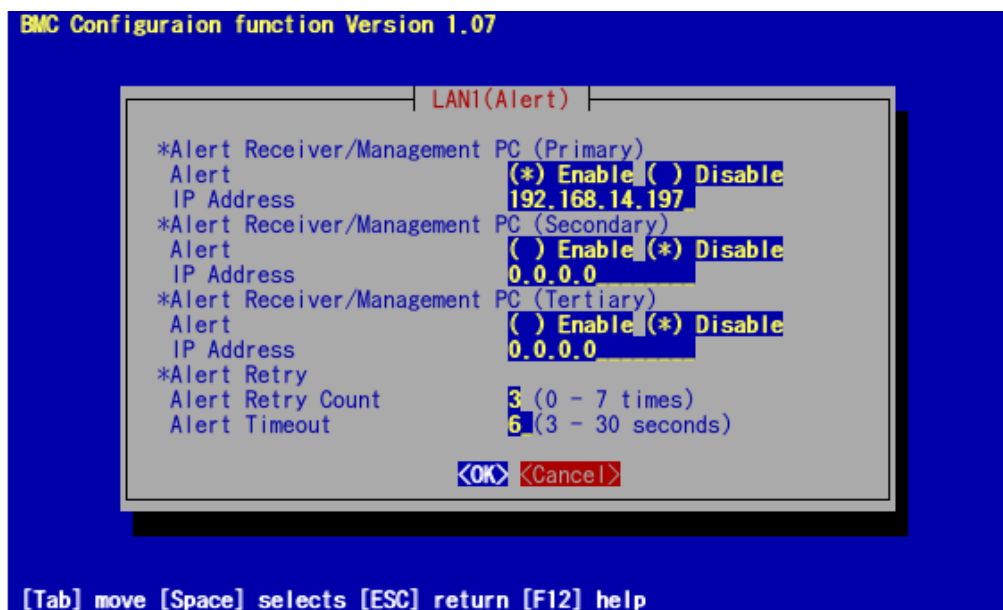 BMC Configuraion function Version 1.07
LAN1(Alert)
*Alert Receiver/Management PC (Primary)
Alert (*) Enable ( ) Disable
IP Address 192.168.14.197_
*Alert Receiver/Management PC (Secondary)
Alert ( ) Enable (*) Disable
IP Address 0.0.0.0________
*Alert Receiver/Management PC (Tertiary)
Alert ( ) Enable (*) Disable
IP Address 0.0.0.0________
*Alert Retry
Alert Retry Count 3 (0 - 7 times)
Alert Timeout 6_(3 - 30 seconds)
<OK> <Cancel>
[Tab] move [Space] selects [ESC] return [F12] help